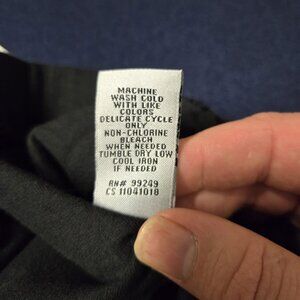 MACHINE
WASH COLD
WITH LIKE
COLORS
DELICATE CYCLE
ONLY
NON-CHLORINE
BLEACH
WHEN NEEDED
TUMBLE DRY LOW
COOL IRON
IF NEEDED
RN# 99249
CS 11041018